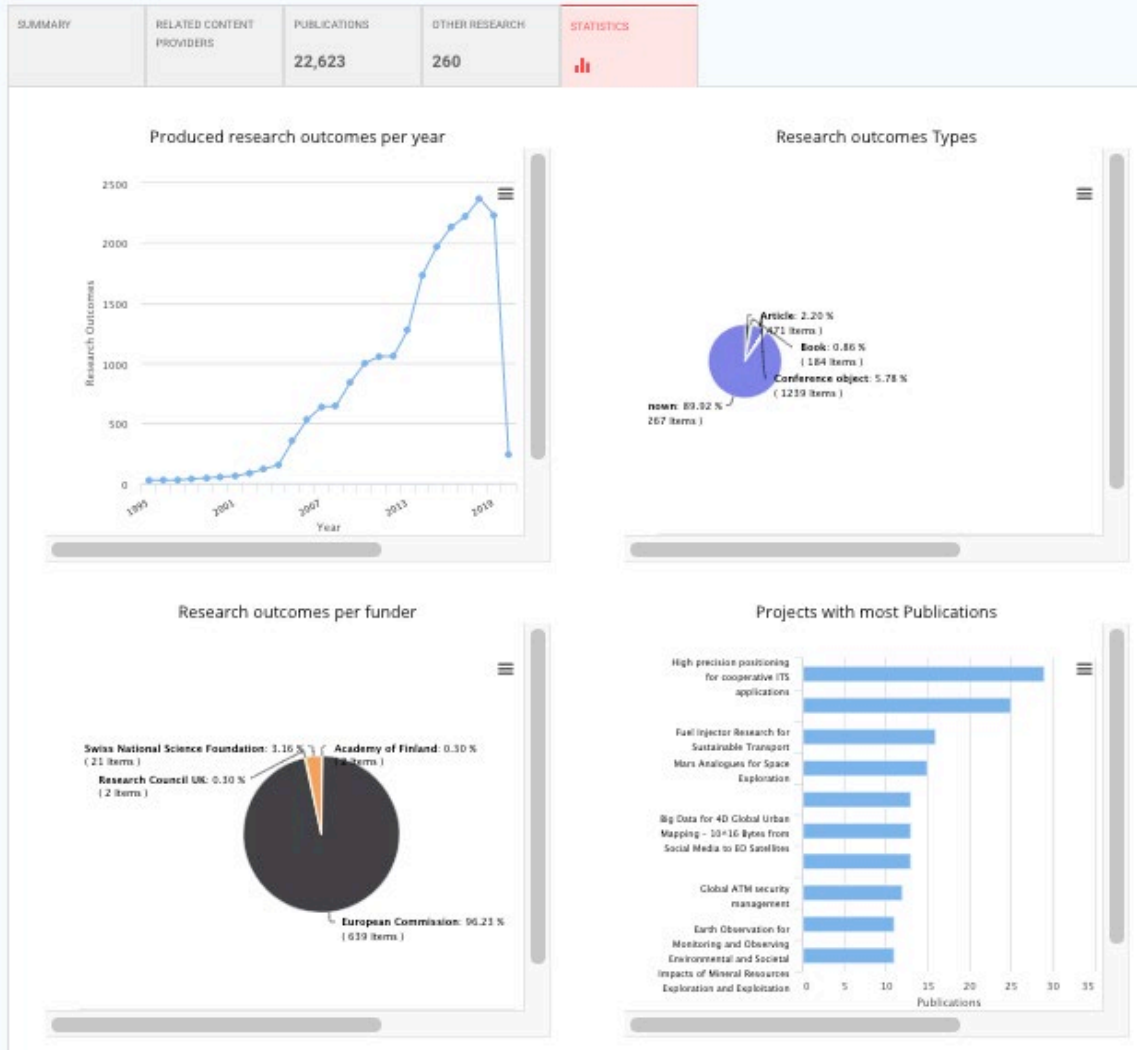 SUMMARY
RELATED CONTENT
PROVIDERS
PUBLICATIONS
22,623
OTHER RESEARCH
260
STATISTICS
Produced research outcomes per year
2500
2000
1500
1000
500
0
Research Outcomes
1995
2001
2007
2013
2019
Year
Research outcomes Types
Article: 2.20 %
471 Items )
Book: 0.86 %
( 184 Items )
Conference object: 5.78 %
( 1239 Items )
nown: 89.92 %
267 Items )
Research outcomes per funder
Swiss National Science Foundation: 3.16 %
( 21 Items )
Academy of Finland: 0.30 %
( 2 Items )
Research Council UK: 0.30 %
( 2 Items )
European Commission: 96.23 %
( 639 Items )
Projects with most Publications
High precision positioning
for cooperative ITS
applications
Fuel Injector Research for
Sustainable Transport
Mars Analogues for Space
Exploration
Big Data for 4D Global Urban
Mapping - 10^16 Bytes from
Social Media to EO Satellites
Global ATM security
management
Earth Observation for
Monitoring and Observing
Environmental and Societal
Impacts of Mineral Resources
Exploration and Exploitation
0 5 10 15 20 25 30 35
Publications